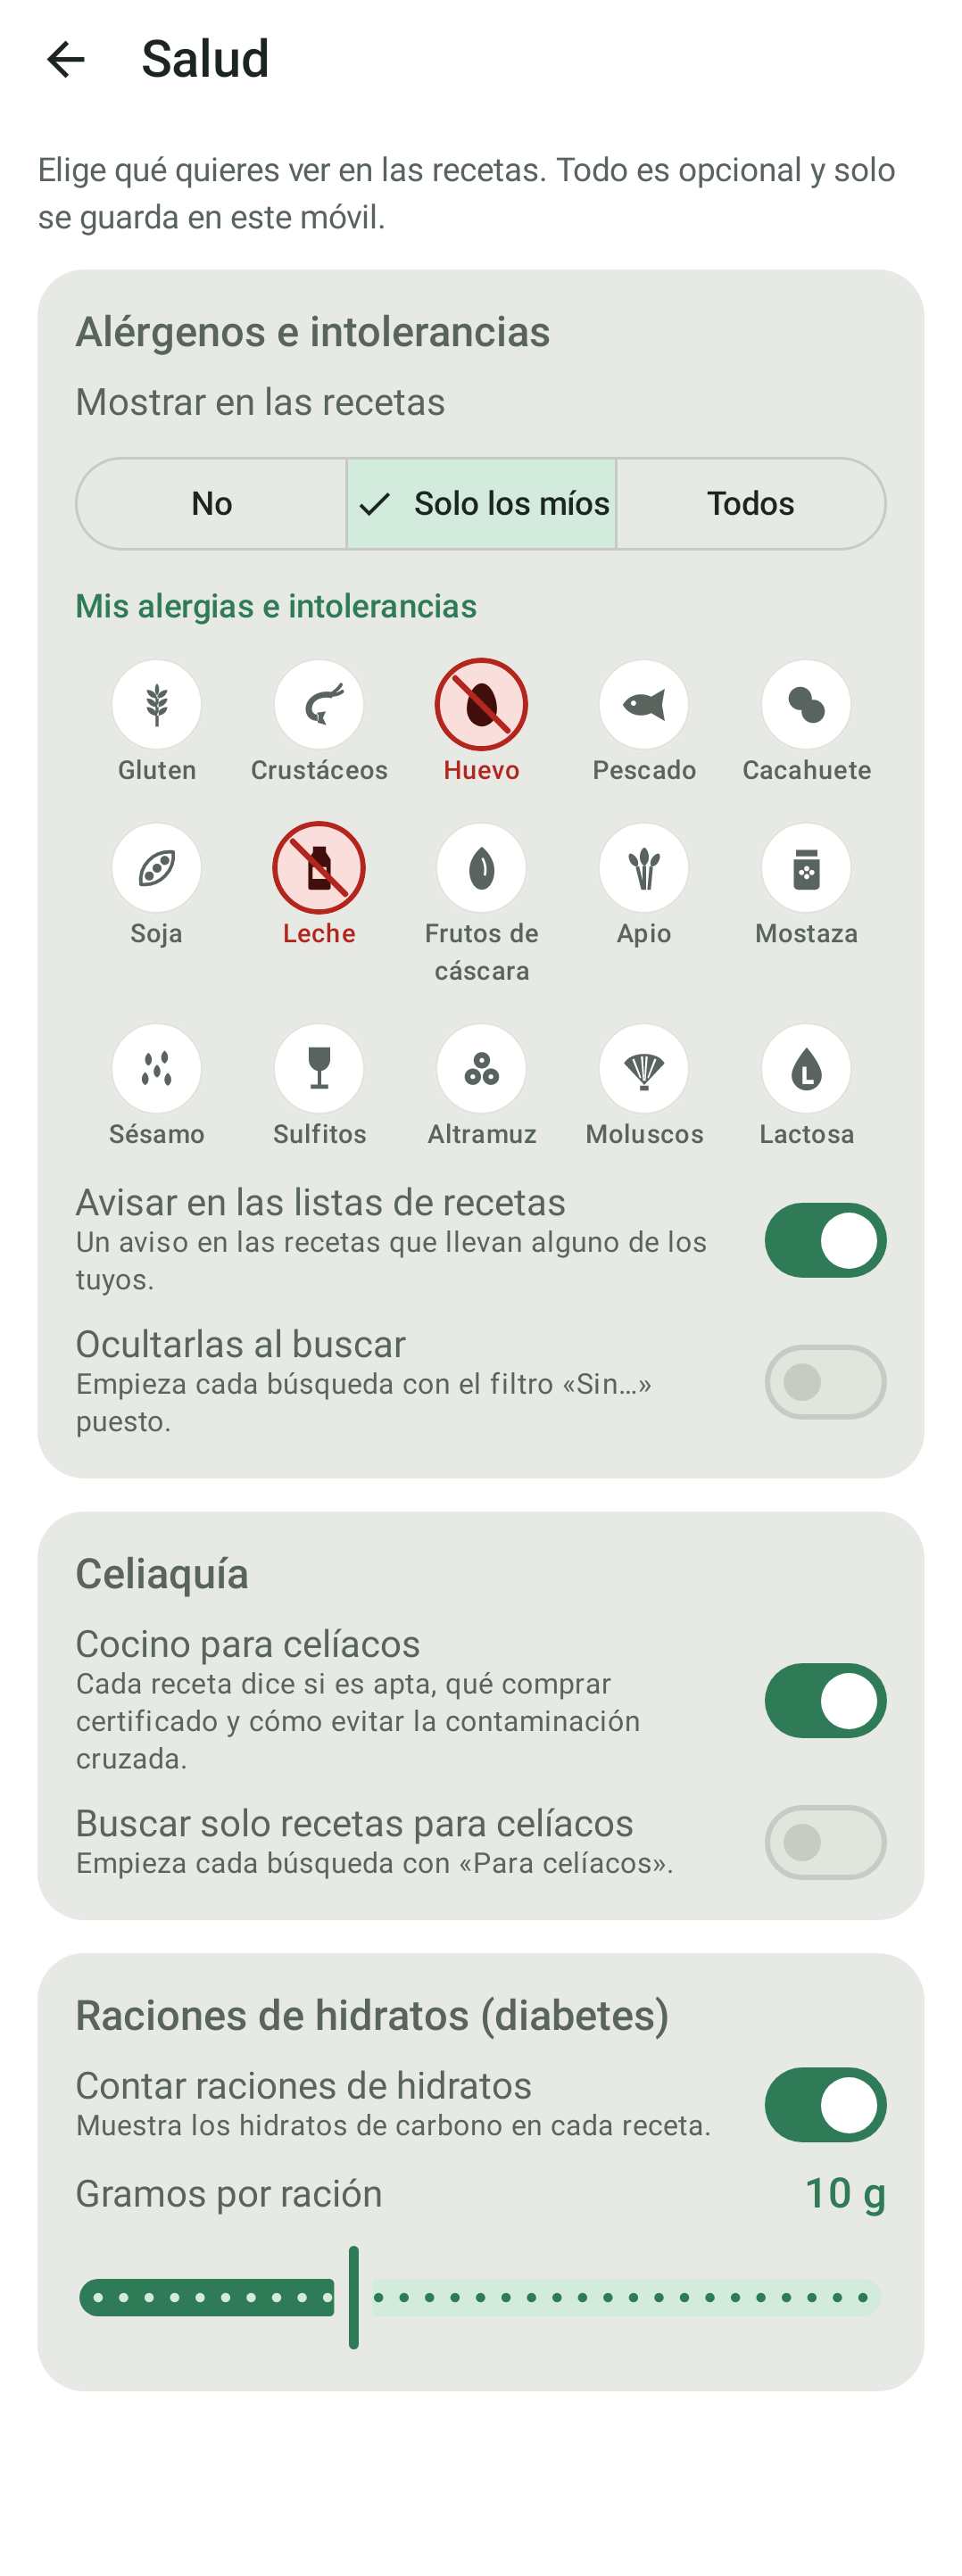 Salud
Elige qué quieres ver en las recetas. Todo es opcional y solo
se guarda en este móvil.
Alérgenos e intolerancias
Mostrar en las recetas
No
Solo los míos
Todos
Mis alergias e intolerancias
Gluten
Crustáceos
Huevo
Pescado
Cacahuete
Soja
Leche
Frutos de
cáscara
Apio
Mostaza
Sésamo
Sulfitos
Altramuz
Moluscos
L
Lactosa
Avisar en las listas de recetas
Un aviso en las recetas que llevan alguno de los
tuyos.
Ocultarlas al buscar
Empieza cada búsqueda con el filtro «Sin…»
puesto.
Celiaquía
Cocino para celíacos
Cada receta dice si es apta, qué comprar
certificado y cómo evitar la contaminación
cruzada.
Buscar solo recetas para celíacos
Empieza cada búsqueda con «Para celíacos».
Raciones de hidratos (diabetes)
Contar raciones de hidratos
Muestra los hidratos de carbono en cada receta.
Gramos por ración
10 g